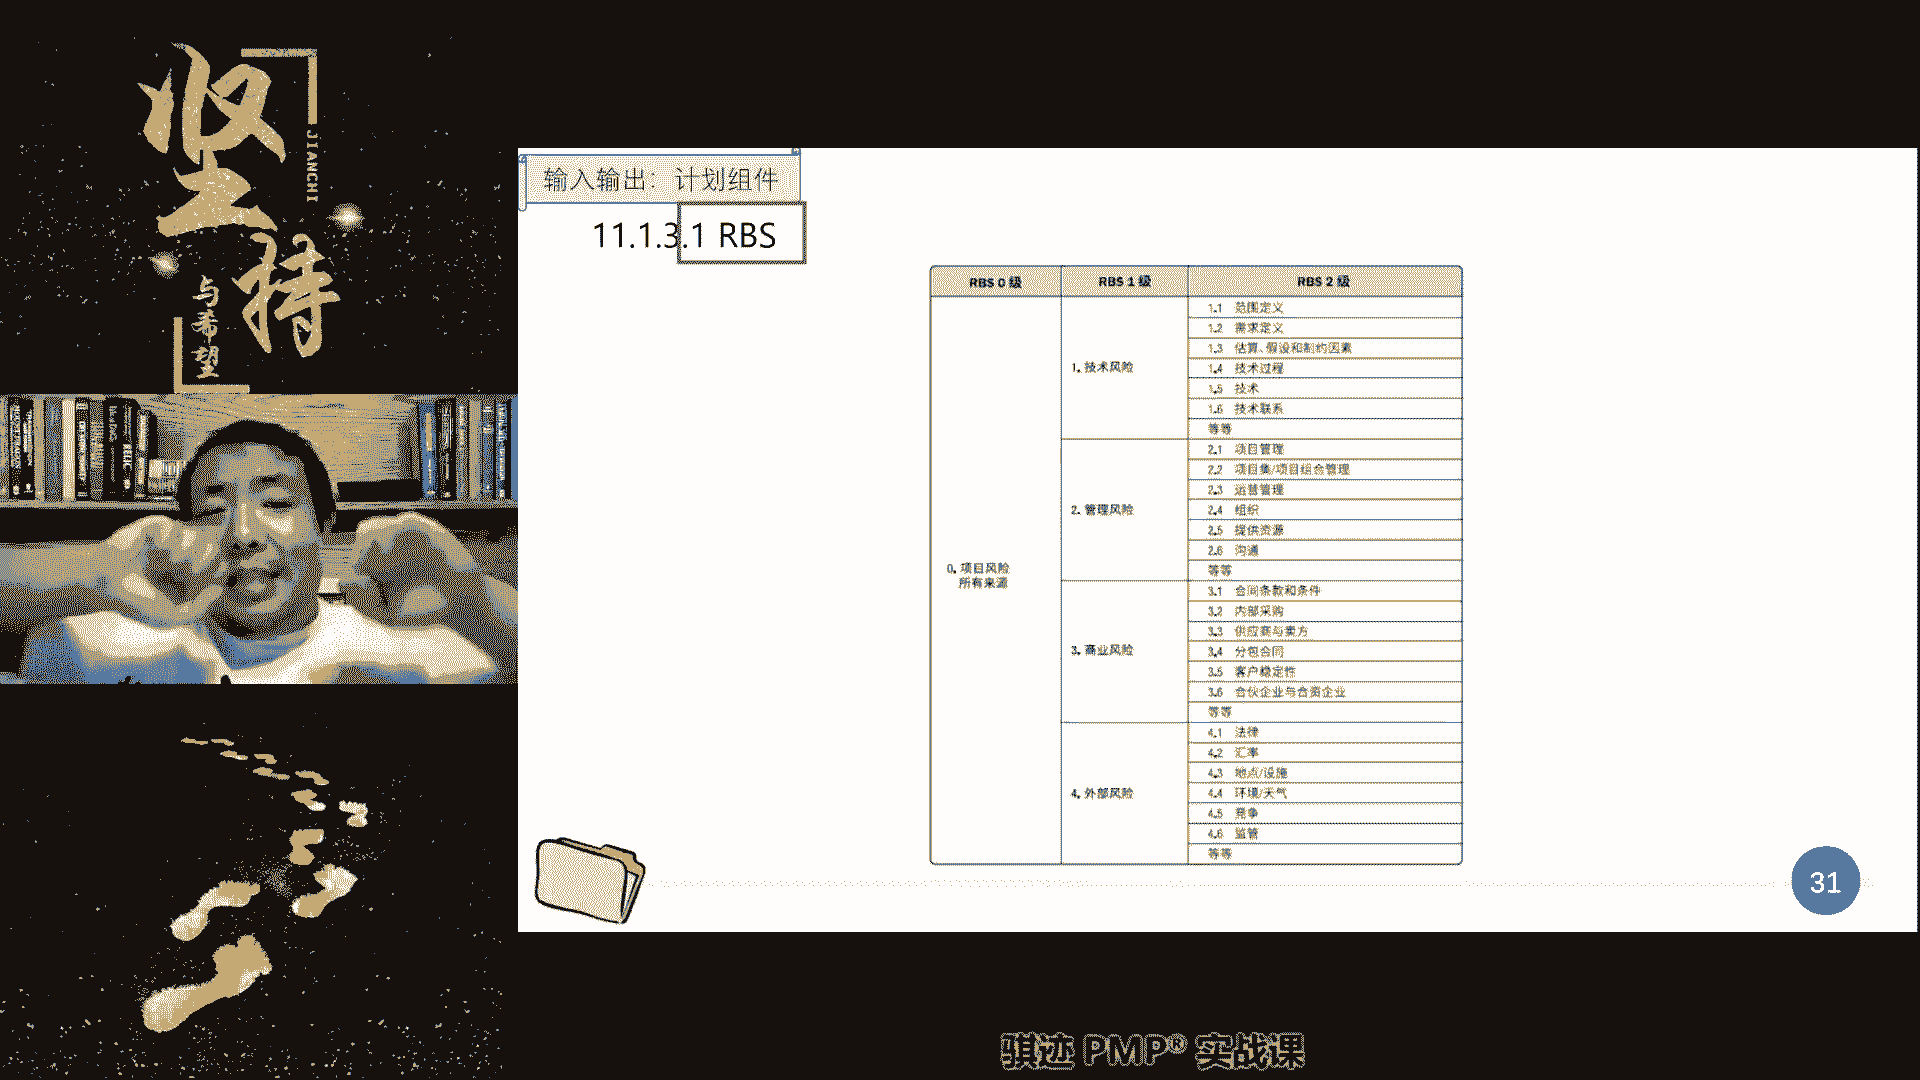 坚
持
JIANCHI
与希望
输入输出：计划组件
11.1.3.1 RBS
RBS 0 级
RBS 1 级
RBS 2 级
0. 项目风险
所有来源
1. 技术风险
1.1 范围定义
1.2 需求定义
1.3 估算、假设和制约因素
1.4 技术过程
1.5 技术
1.6 技术联系
等等
2. 管理风险
2.1 项目管理
2.2 项目集/项目组合管理
2.3 运营管理
2.4 组织
2.5 提供资源
2.6 沟通
等等
3. 商业风险
3.1 合同条款和条件
3.2 内部采购
3.3 供应商与卖方
3.4 分包合同
3.5 客户稳定性
3.6 合伙企业与合资企业
等等
4. 外部风险
4.1 法律
4.2 汇率
4.3 地点/设施
4.4 环境/天气
4.5 竞争
4.6 监管
等等
31
骐迹 PMP® 实战课